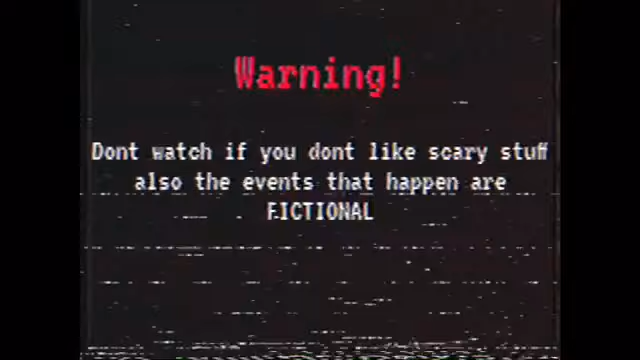 Warning!
Dont watch if you dont like scary stuff
also the events that happen are
FICTIONAL